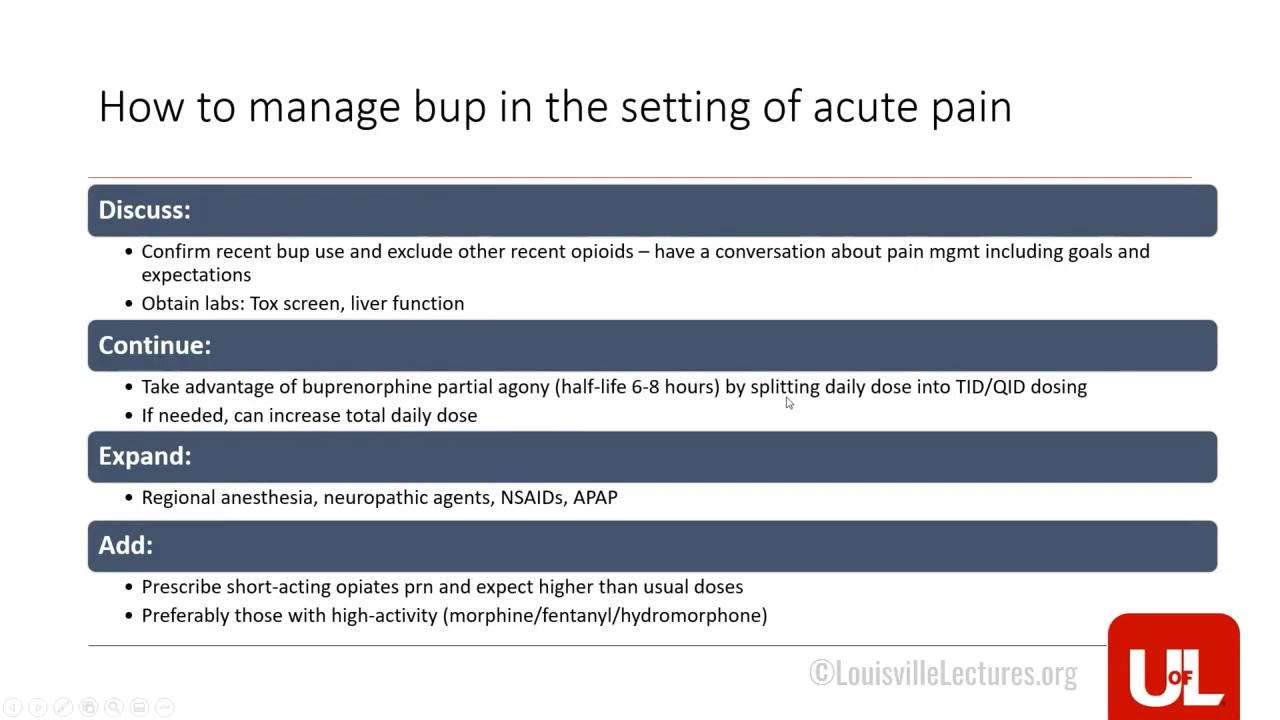 How to manage bup in the setting of acute pain
Discuss:
• Confirm recent bup use and exclude other recent opioids – have a conversation about pain mgmt including goals and
expectations
• Obtain labs: Tox screen, liver function
Continue:
• Take advantage of buprenorphine partial agony (half-life 6-8 hours) by splitting daily dose into TID/QID dosing
• If needed, can increase total daily dose
Expand:
• Regional anesthesia, neuropathic agents, NSAIDs, APAP
Add:
• Prescribe short-acting opiates prn and expect higher than usual doses
• Preferably those with high-activity (morphine/fentanyl/hydromorphone)
©LouisvilleLectures.org
U OF L